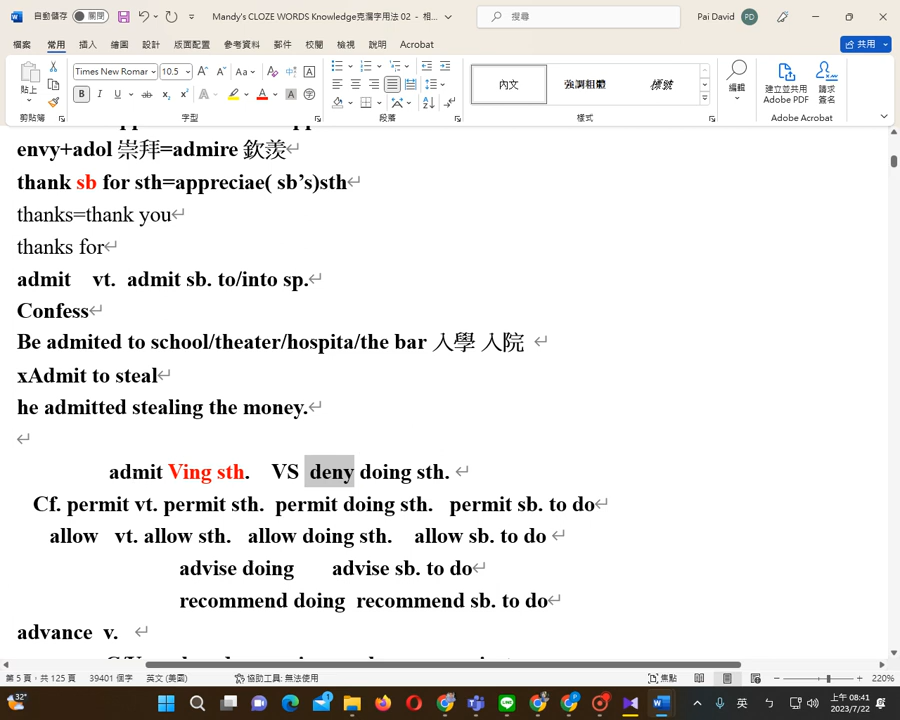 自動儲存 關閉 Mandy's CLOZE WORDS Knowledge克漏字用法 02 - 相... 搜尋 Pai David PD
檔案 常用 插入 繪圖 設計 版面配置 參考資料 郵件 校閱 檢視 說明 Acrobat 共用
貼上 Times New Roman 10.5 內文 強調粗體 標號 編輯 建立並共用 Adobe PDF 請求簽名
剪貼簿 字型 段落 樣式 Adobe Acrobat
envy+adol 崇拜=admire 欽羨
thank sb for sth=appreciae( sb’s)sth
thanks=thank you
thanks for
admit vt. admit sb. to/into sp.
Confess
Be admited to school/theater/hospita/the bar 入學 入院
xAdmit to steal
he admitted stealing the money.
admit Ving sth. VS deny doing sth.
Cf. permit vt. permit sth. permit doing sth. permit sb. to do
allow vt. allow sth. allow doing sth. allow sb. to do
advise doing advise sb. to do
recommend doing recommend sb. to do
advance v.
第 5 頁，共 125 頁 39401 個字 英文 (美國) 協助工具: 無法使用 焦點 220%
32° 英 上午 08:41
2023/7/22